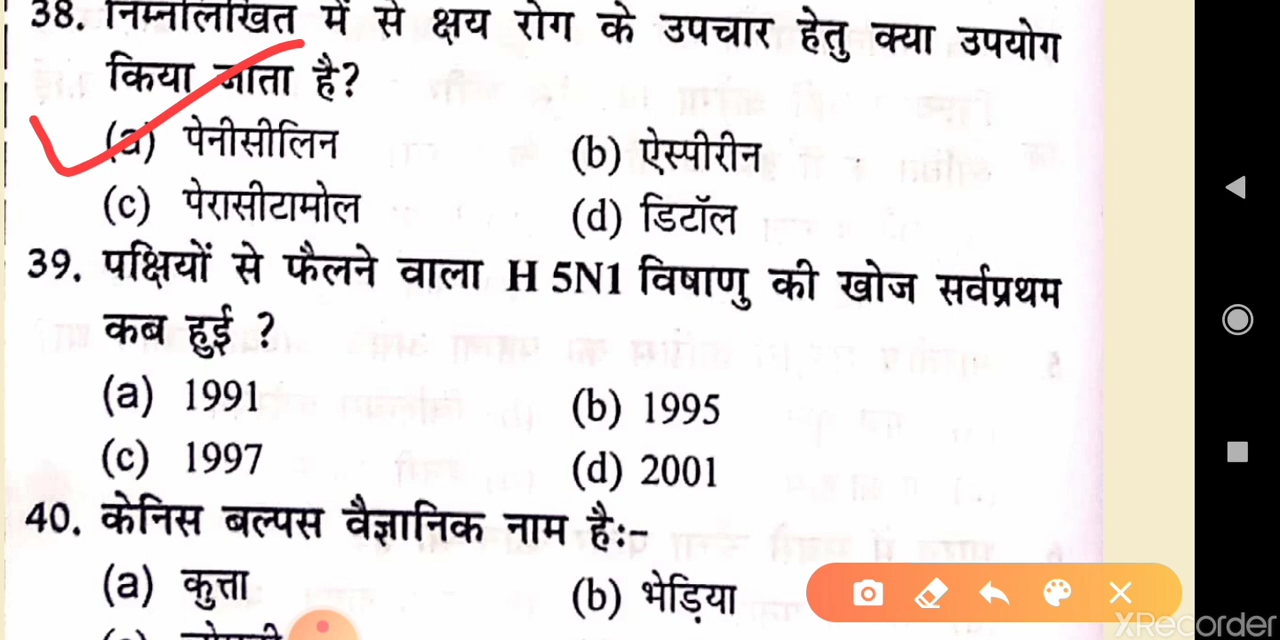 38. निम्नलिखित में से क्षय रोग के उपचार हेतु क्या उपयोग
किया जाता है?
(a) पेनीसीलिन (b) ऐस्पीरीन
(c) पेरासीटामोल (d) डिटॉल
39. पक्षियों से फैलने वाला H 5N1 विषाणु की खोज सर्वप्रथम
कब हुई ?
(a) 1991 (b) 1995
(c) 1997 (d) 2001
40. केनिस बल्पस वैज्ञानिक नाम है:-
(a) कुत्ता (b) भेड़िया
XRecorder